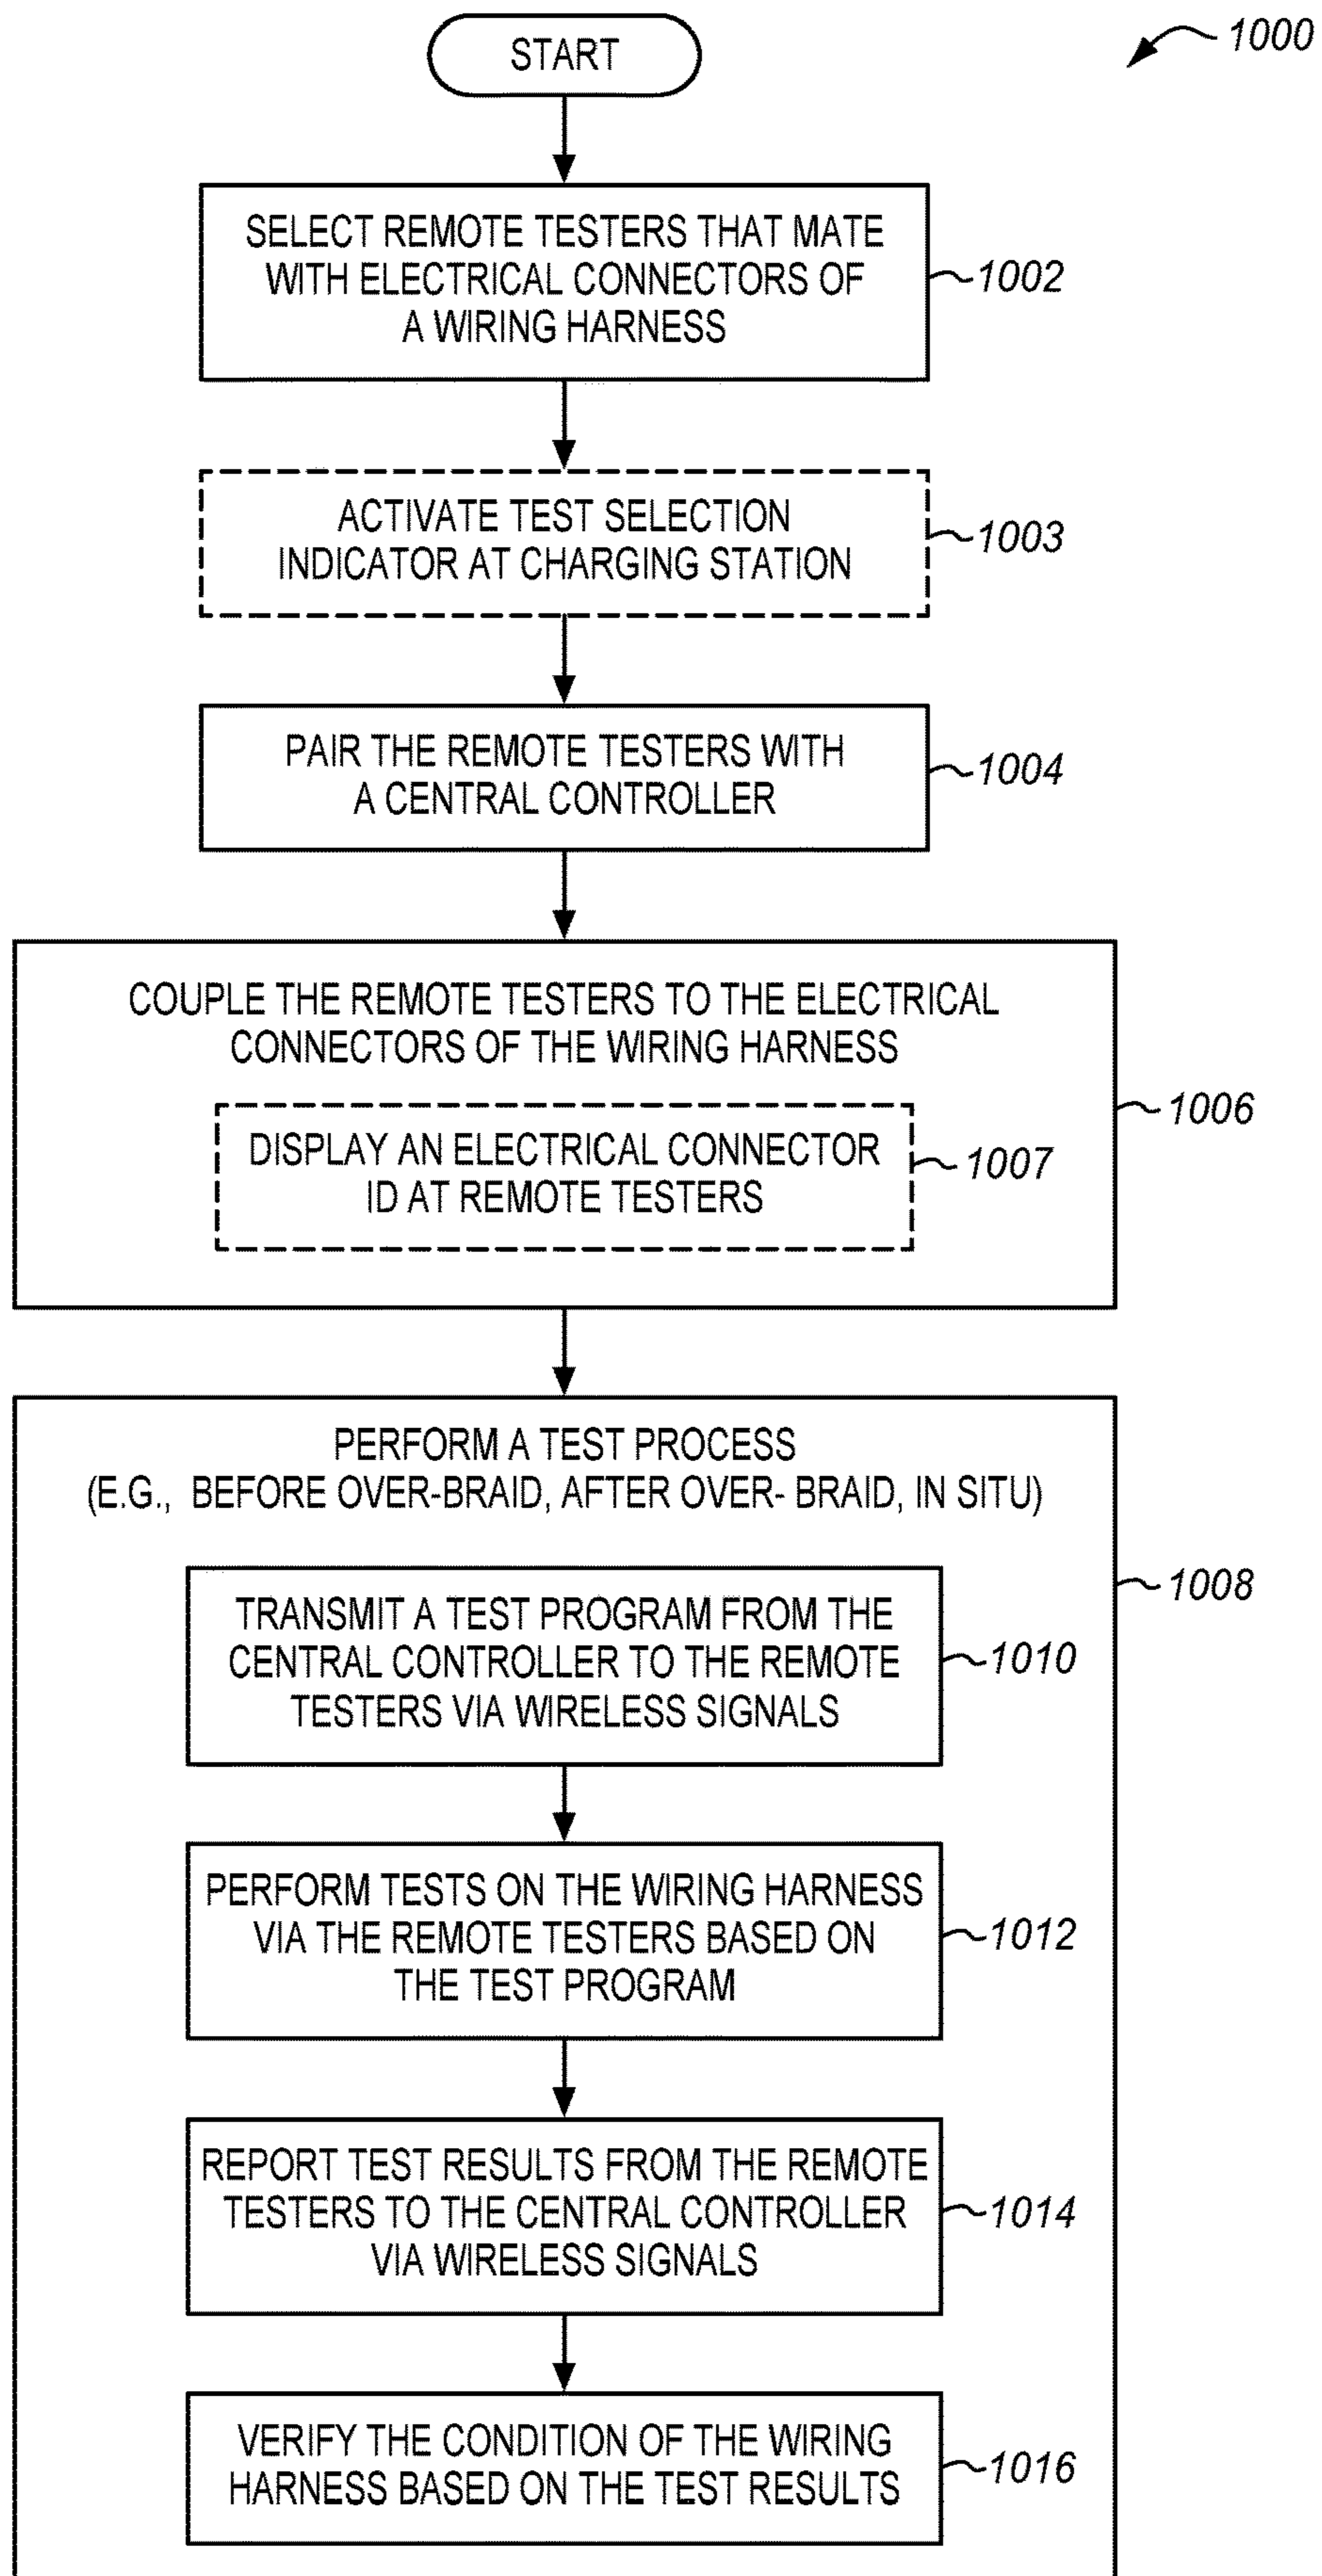 START
1000
SELECT REMOTE TESTERS THAT MATE
WITH ELECTRICAL CONNECTORS OF
A WIRING HARNESS
1002
ACTIVATE TEST SELECTION
INDICATOR AT CHARGING STATION
1003
PAIR THE REMOTE TESTERS WITH
A CENTRAL CONTROLLER
1004
COUPLE THE REMOTE TESTERS TO THE ELECTRICAL
CONNECTORS OF THE WIRING HARNESS
1006
DISPLAY AN ELECTRICAL CONNECTOR
ID AT REMOTE TESTERS
1007
PERFORM A TEST PROCESS
(E.G., BEFORE OVER-BRAID, AFTER OVER- BRAID, IN SITU)
1008
TRANSMIT A TEST PROGRAM FROM THE
CENTRAL CONTROLLER TO THE REMOTE
TESTERS VIA WIRELESS SIGNALS
1010
PERFORM TESTS ON THE WIRING HARNESS
VIA THE REMOTE TESTERS BASED ON
THE TEST PROGRAM
1012
REPORT TEST RESULTS FROM THE REMOTE
TESTERS TO THE CENTRAL CONTROLLER
VIA WIRELESS SIGNALS
1014
VERIFY THE CONDITION OF THE WIRING
HARNESS BASED ON THE TEST RESULTS
1016